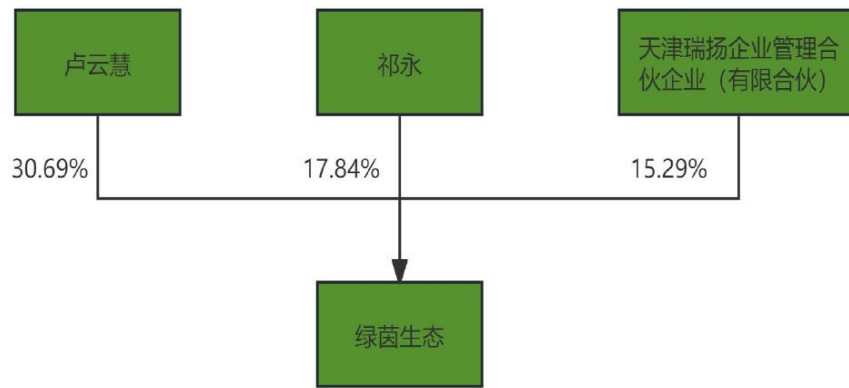 卢云慧
祁永
天津瑞扬企业管理合
伙企业（有限合伙）
30.69%
17.84%
15.29%
绿茵生态